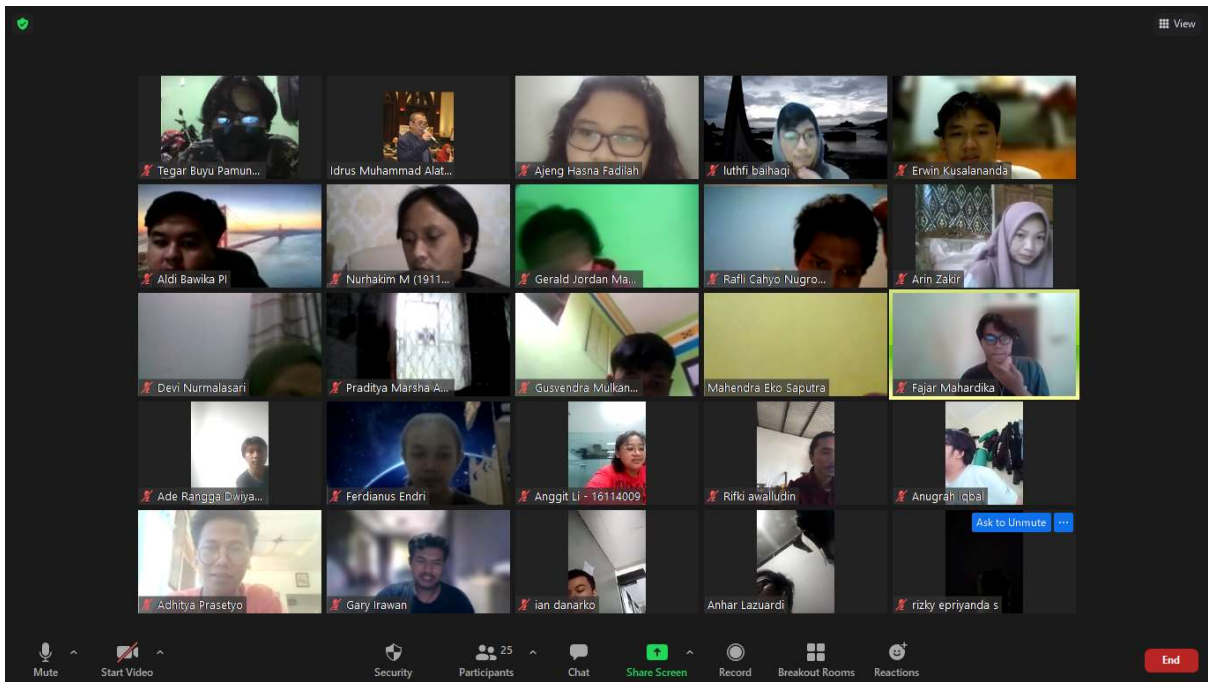 View
Tegar Buyu Pamun...
Idrus Muhammad Alat...
Ajeng Hasna Fadilah
luthfi baihaqi
Erwin Kusalananda
Aldi Bawika PI
Nurhakim M (1911...
Gerald Jordan Ma...
Rafli Cahyo Nugro...
Arin Zakir
Devi Nurmalasari
Praditya Marsha A...
Gusvendra Mulkan...
Mahendra Eko Saputra
Fajar Mahardika
Ade Rangga Dwiya...
Ferdianus Endri
Anggit Li - 16114009
Rifki awalludin
Anugrah Iqbal
Ask to Unmute ...
Adhitya Prasetyo
Gary Irawan
ian danarko
Anhar Lazuardi
rizky epriyanda s
25
Mute
Start Video
Security
Participants
Chat
Share Screen
Record
Breakout Rooms
Reactions
End